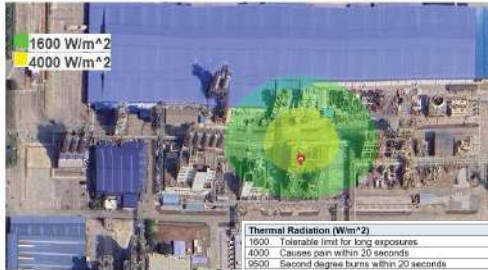 1600 W/m^2
4000 W/m^2
Thermal Radiation (W/m^2)
1600 Tolerable limit for long exposures
4000 Causes pain within 20 seconds
9500 Second degree burns within 20 seconds